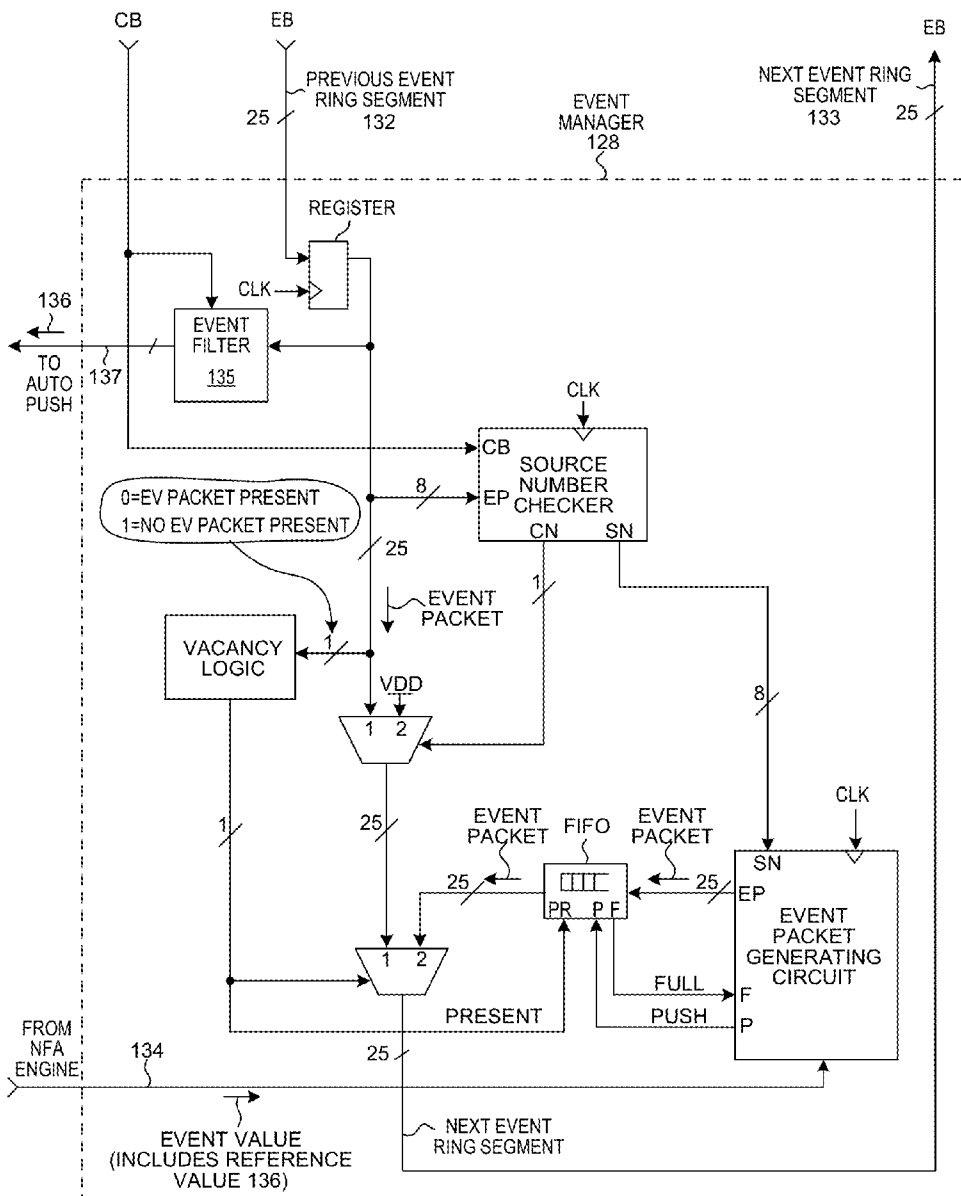 CB
EB
EB
PREVIOUS EVENT
RING SEGMENT
132
25
NEXT EVENT RING
SEGMENT
133
25
EVENT
MANAGER
128
REGISTER
CLK
136
EVENT
FILTER
135
137
TO
AUTO
PUSH
CLK
CB
SOURCE
NUMBER
CHECKER
EP
CN
SN
8
0=EV PACKET PRESENT
1=NO EV PACKET PRESENT
25
1
EVENT
PACKET
VACANCY
LOGIC
1
VDD
1 2
8
1
25
EVENT
PACKET
FIFO
EVENT
PACKET
CLK
25
PR P F
25
SN
EP
EVENT
PACKET
GENERATING
CIRCUIT
F
P
1 2
FULL
PUSH
PRESENT
FROM
NFA
ENGINE
134
25
EVENT VALUE
(INCLUDES REFERENCE
VALUE 136)
NEXT EVENT
RING SEGMENT